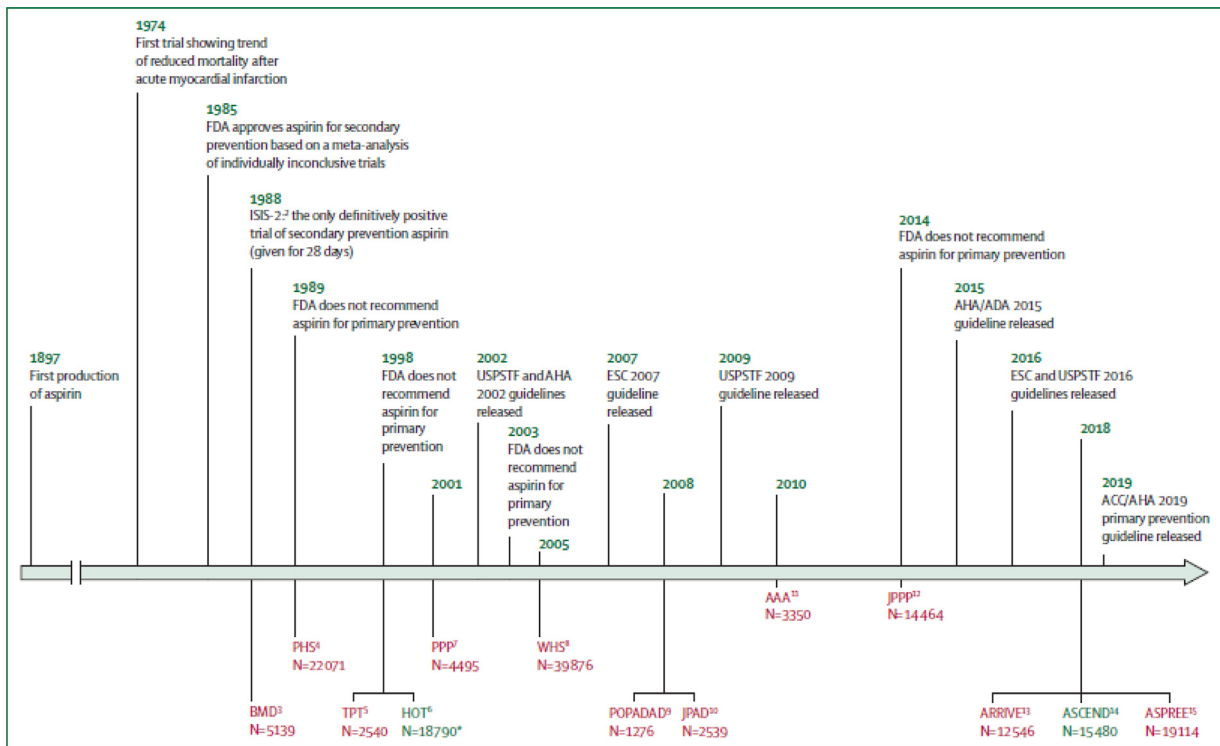 1974
First trial showing trend
of reduced mortality after
acute myocardial infarction
1985
FDA approves aspirin for secondary
prevention based on a meta-analysis
of individually inconclusive trials
1988
ISIS-2:² the only definitively positive
trial of secondary prevention aspirin
(given for 28 days)
1989
FDA does not recommend
aspirin for primary prevention
1897
First production
of aspirin
1998
FDA does not
recommend
aspirin for
primary
prevention
2001
2002
USPSTF and AHA
2002 guidelines
released
2003
FDA does not
recommend
aspirin for
primary
prevention
2005
2007
ESC 2007
guideline
released
2008
2009
USPSTF 2009
guideline released
2010
2014
FDA does not recommend
aspirin for primary prevention
2015
AHA/ADA 2015
guideline released
2016
ESC and USPSTF 2016
guidelines released
2018
2019
ACC/AHA 2019
primary prevention
guideline released
BMD³
N=5139
PHS⁴
N=22071
TPT⁵
N=2540
HOT⁶
N=18790*
PPP⁷
N=4495
WHS⁸
N=39876
POPADAD⁹
N=1276
JPAD¹⁰
N=2539
AAA¹¹
N=3350
JPPP¹²
N=14464
ARRIVE¹³
N=12546
ASCEND¹⁴
N=15480
ASPREE¹⁵
N=19114